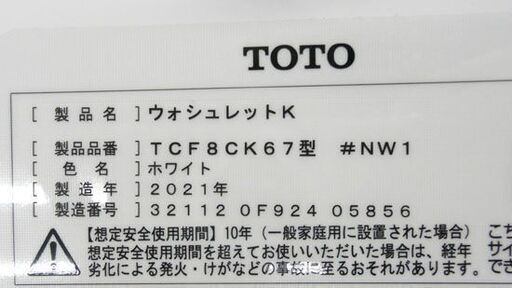 TOTO
[ 製品名 ] ウォシュレットK
[ 製品品番 ] TCF8CK67型 #NW1
[ 色名 ] ホワイト
[ 製造年 ] 2021年
[ 製造番号 ] 32112 0F924 05856
【想定安全使用期間】10年（一般家庭用に設置された場合）
想定安全使用期間を超えてお使いいただいた場合は、経年
劣化による発火・けがなどの事故に至るおそれがあります。
こち
サイ
でき